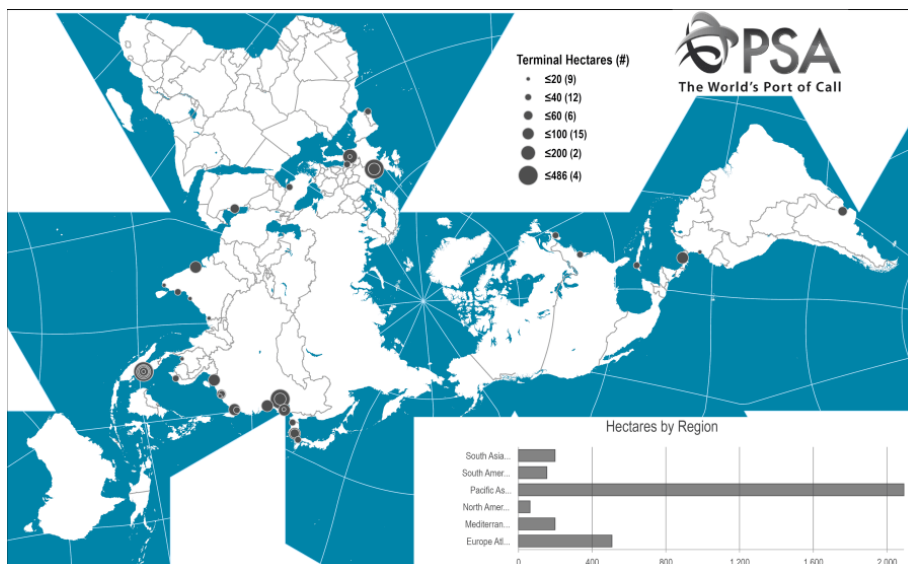 PSA
The World's Port of Call
Terminal Hectares (#)
≤20 (9)
≤40 (12)
≤60 (6)
≤100 (15)
≤200 (2)
≤486 (4)
Hectares by Region
South Asia...
South Amer...
Pacific As...
North Amer...
Mediterran...
Europe Atl...
0 400 800 1,200 1,600 2,000